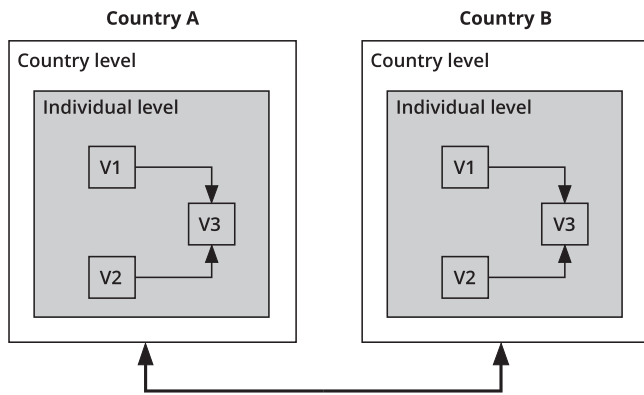 Country A
Country B
Country level
Individual level
V1
V3
V2
Country level
Individual level
V1
V3
V2